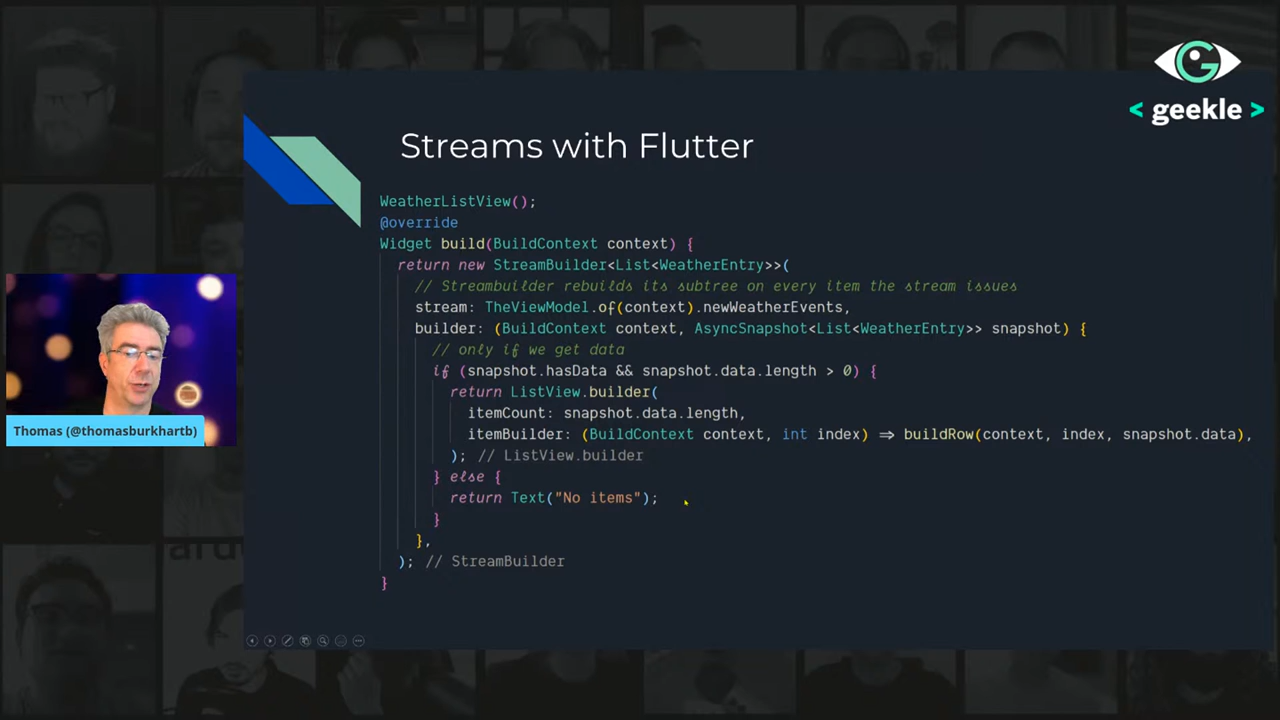 < geekle >
Streams with Flutter
WeatherListView();
@override
Widget build(BuildContext context) {
return new StreamBuilder<List<WeatherEntry>>(
// Streambuilder rebuilds its subtree on every item the stream issues
stream: TheViewModel.of(context).newWeatherEvents,
builder: (BuildContext context, AsyncSnapshot<List<WeatherEntry>> snapshot) {
// only if we get data
if (snapshot.hasData && snapshot.data.length > 0) {
return ListView.builder(
itemCount: snapshot.data.length,
itemBuilder: (BuildContext context, int index) => buildRow(context, index, snapshot.data),
); // ListView.builder
} else {
return Text("No items");
}
},
); // StreamBuilder
}
Thomas (@thomasburkhartb)